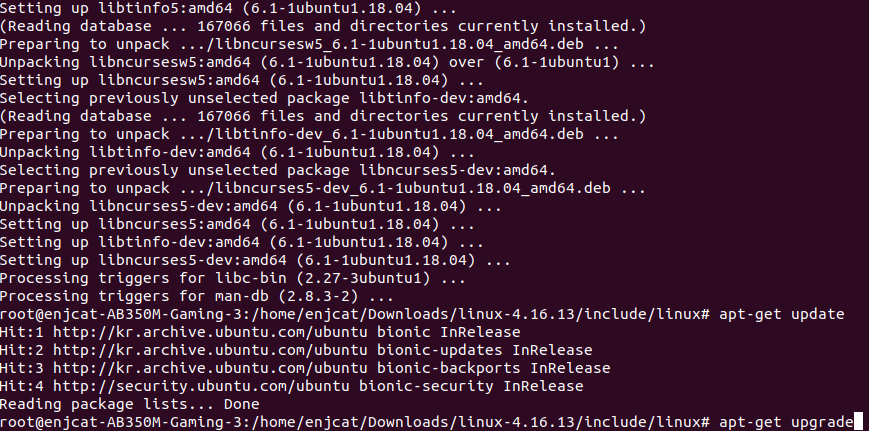 Setting up libtinfo5:amd64 (6.1-1ubuntu1.18.04) ...
(Reading database ... 167066 files and directories currently installed.)
Preparing to unpack .../libncursesw5_6.1-1ubuntu1.18.04_amd64.deb ...
Unpacking libncursesw5:amd64 (6.1-1ubuntu1.18.04) over (6.1-1ubuntu1) ...
Setting up libncursesw5:amd64 (6.1-1ubuntu1.18.04) ...
Selecting previously unselected package libtinfo-dev:amd64.
(Reading database ... 167066 files and directories currently installed.)
Preparing to unpack .../libtinfo-dev_6.1-1ubuntu1.18.04_amd64.deb ...
Unpacking libtinfo-dev:amd64 (6.1-1ubuntu1.18.04) ...
Selecting previously unselected package libncurses5-dev:amd64.
Preparing to unpack .../libncurses5-dev_6.1-1ubuntu1.18.04_amd64.deb ...
Unpacking libncurses5-dev:amd64 (6.1-1ubuntu1.18.04) ...
Setting up libncurses5:amd64 (6.1-1ubuntu1.18.04) ...
Setting up libtinfo-dev:amd64 (6.1-1ubuntu1.18.04) ...
Setting up libncurses5-dev:amd64 (6.1-1ubuntu1.18.04) ...
Processing triggers for libc-bin (2.27-3ubuntu1) ...
Processing triggers for man-db (2.8.3-2) ...
root@enjcat-AB350M-Gaming-3:/home/enjcat/Downloads/linux-4.16.13/include/linux# apt-get update
Hit:1 http://kr.archive.ubuntu.com/ubuntu bionic InRelease
Hit:2 http://kr.archive.ubuntu.com/ubuntu bionic-updates InRelease
Hit:3 http://kr.archive.ubuntu.com/ubuntu bionic-backports InRelease
Hit:4 http://security.ubuntu.com/ubuntu bionic-security InRelease
Reading package lists... Done
root@enjcat-AB350M-Gaming-3:/home/enjcat/Downloads/linux-4.16.13/include/linux# apt-get upgrade